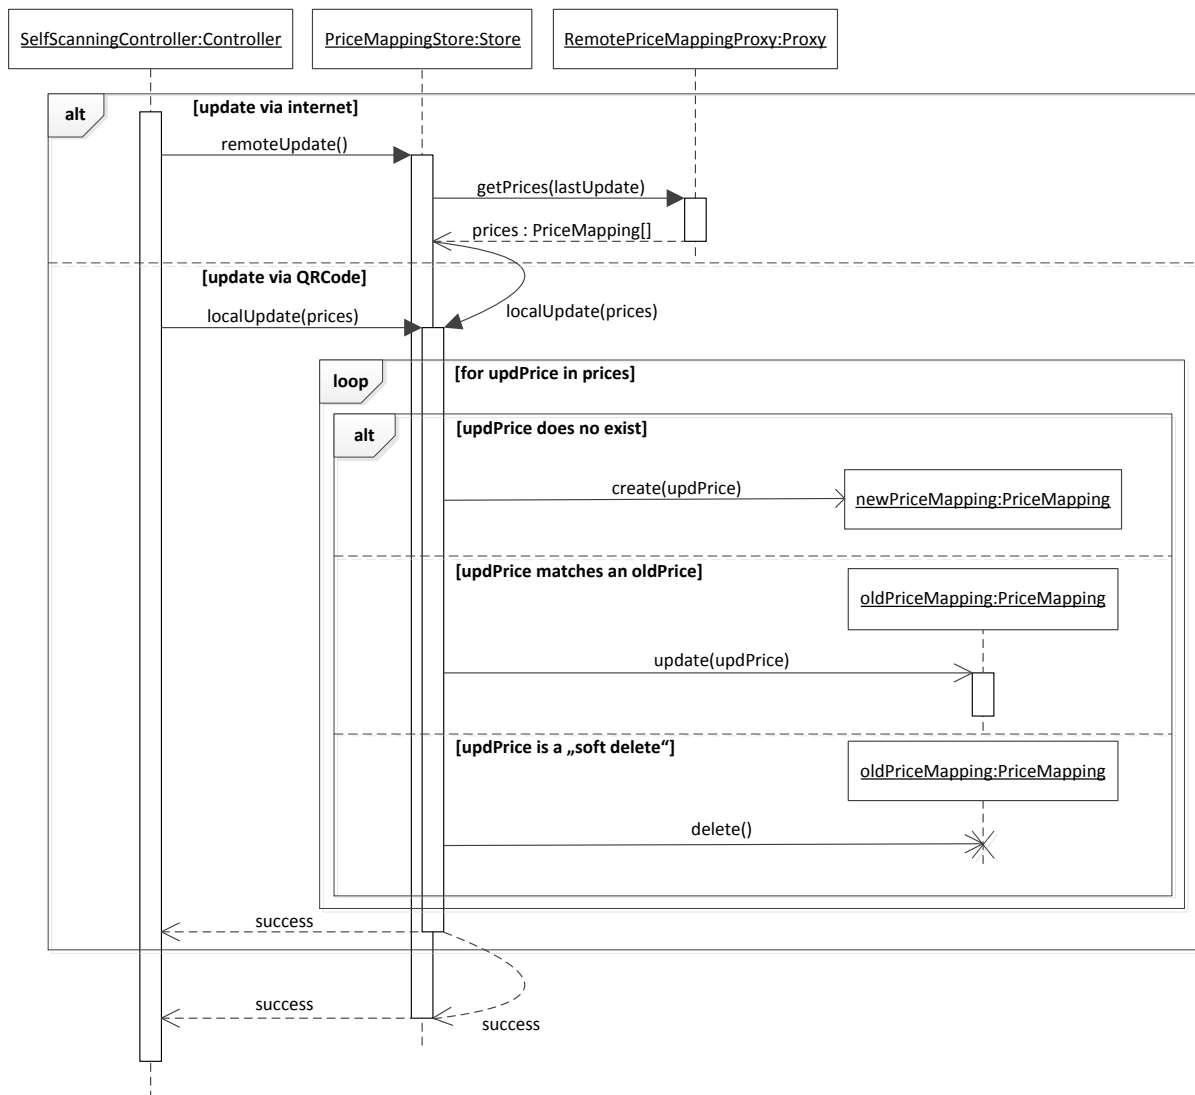 SelfScanningController:Controller
PriceMappingStore:Store
RemotePriceMappingProxy:Proxy
alt
[update via internet]
remoteUpdate()
getPrices(lastUpdate)
prices : PriceMapping[]
[update via QRCode]
localUpdate(prices)
localUpdate(prices)
loop
[for updPrice in prices]
alt
[updPrice does no exist]
create(updPrice)
newPriceMapping:PriceMapping
[updPrice matches an oldPrice]
oldPriceMapping:PriceMapping
update(updPrice)
[updPrice is a „soft delete“]
oldPriceMapping:PriceMapping
delete()
success
success
success